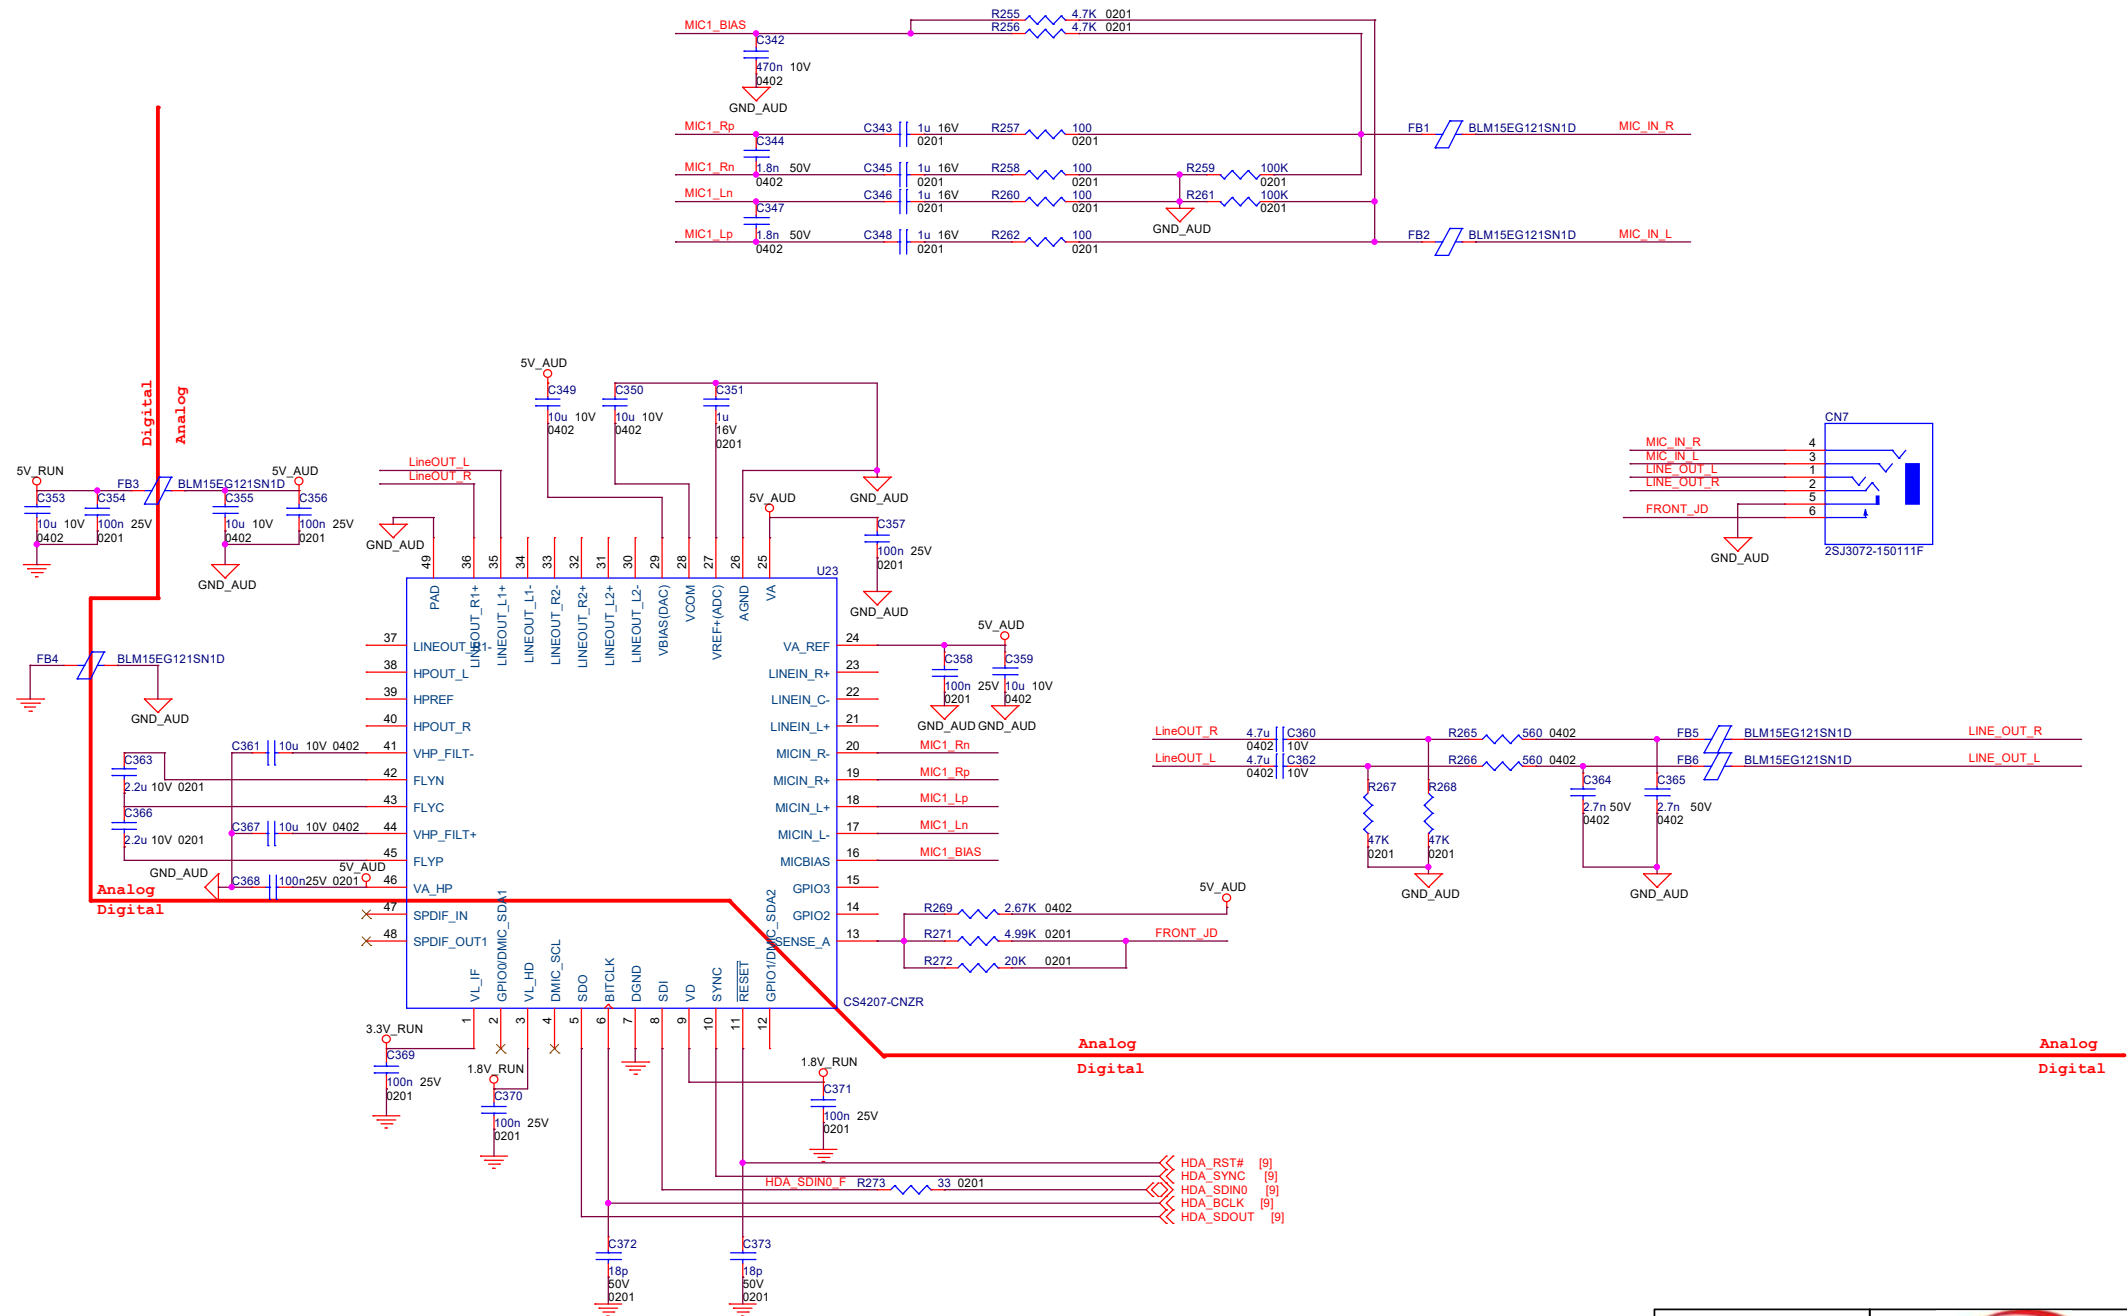 R255 4.7K 0201
MIC1_BIAS R256 4.7K 0201
C342
470n 10V
0402
GND_AUD
MIC1_Rp C343 1u 16V R257 100 FB1 BLM15EG121SN1D MIC_IN_R
0201 0201
C344
MIC1_Rn 1.8n 50V C345 1u 16V R258 100 R259 100K
0402 0201 0201 0201
MIC1_Ln C346 1u 16V R260 100 R261 100K
0201 0201 0201
C347
GND_AUD
MIC1_Lp 1.8n 50V C348 1u 16V R262 100 FB2 BLM15EG121SN1D MIC_IN_L
0402 0201 0201
Digital
Analog
5V_RUN 5V_AUD
FB3 BLM15EG121SN1D
C353 C354 C355 C356
10u 10V 100n 25V 10u 10V 100n 25V
0402 0201 0402 0201
GND_AUD
5V_AUD
C349 C350 C351
10u 10V 10u 10V 1u
0402 0402 16V
0201
LineOUT_L
LineOUT_R
GND_AUD
5V_AUD
GND_AUD
C357
100n 25V
0201
GND_AUD
CN7
MIC_IN_R 4
MIC_IN_L 3
LINE_OUT_L 1
LINE_OUT_R 2
5
FRONT_JD 6
GND_AUD
2SJ3072-150111F
49 36 35 34 33 32 31 30 29 28 27 26 25
U23
PAD
LINEOUT_R1+
LINEOUT_L1+
LINEOUT_L1-
LINEOUT_R2-
LINEOUT_R2+
LINEOUT_L2+
LINEOUT_L2-
VBIAS(DAC)
VCOM
VREF+(ADC)
AGND
VA
FB4 BLM15EG121SN1D
GND_AUD
37 LINEOUT_R1-
38 HPOUT_L
39 HPREF
40 HPOUT_R
C361 10u 10V 0402 41 VHP_FILT-
C363
2.2u 10V 0201
42 FLYN
43 FLYC
C366
2.2u 10V 0201
C367 10u 10V 0402 44 VHP_FILT+
45 FLYP
GND_AUD C368 100n25V 0201 5V_AUD 46 VA_HP
Analog
Digital
47 SPDIF_IN
48 SPDIF_OUT1
VA_REF 24
5V_AUD
C358 C359
100n 25V 10u 10V
0201 0402
GND_AUD GND_AUD
LINEIN_R+ 23
LINEIN_C- 22
LINEIN_L+ 21
MICIN_R- 20 MIC1_Rn
MICIN_R+ 19 MIC1_Rp
MICIN_L+ 18 MIC1_Lp
MICIN_L- 17 MIC1_Ln
MICBIAS 16 MIC1_BIAS
GPIO3 15
GPIO2 14
SENSE_A 13
LineOUT_R 4.7u C360 R265 560 0402 FB5 BLM15EG121SN1D LINE_OUT_R
0402 10V
LineOUT_L 4.7u C362 R266 560 0402 FB6 BLM15EG121SN1D LINE_OUT_L
0402 10V
R267 R268 C364 C365
2.7n 50V 2.7n 50V
0402 0402
47K 47K
0201 0201
GND_AUD GND_AUD
5V_AUD
R269 2.67K 0402
R271 4.99K 0201 FRONT_JD
R272 20K 0201
VL_IF
GPIO0/DMIC_SDA1
VL_HD
DMIC_SCL
SDO
BITCLK
DGND
SDI
VD
SYNC
RESET
GPIO1/DMIC_SDA2
CS4207-CNZR
1 2 3 4 5 6 7 8 9 10 11 12
3.3V_RUN
C369
100n 25V
0201
1.8V_RUN
C370
100n 25V
0201
1.8V_RUN
C371
100n 25V
0201
Analog Analog
Digital Digital
HDA_RST# [9]
HDA_SYNC [9]
HDA_SDIN0_F R273 33 0201 HDA_SDIN0 [9]
HDA_BCLK [9]
HDA_SDOUT [9]
C372 C373
18p 18p
50V 50V
0201 0201